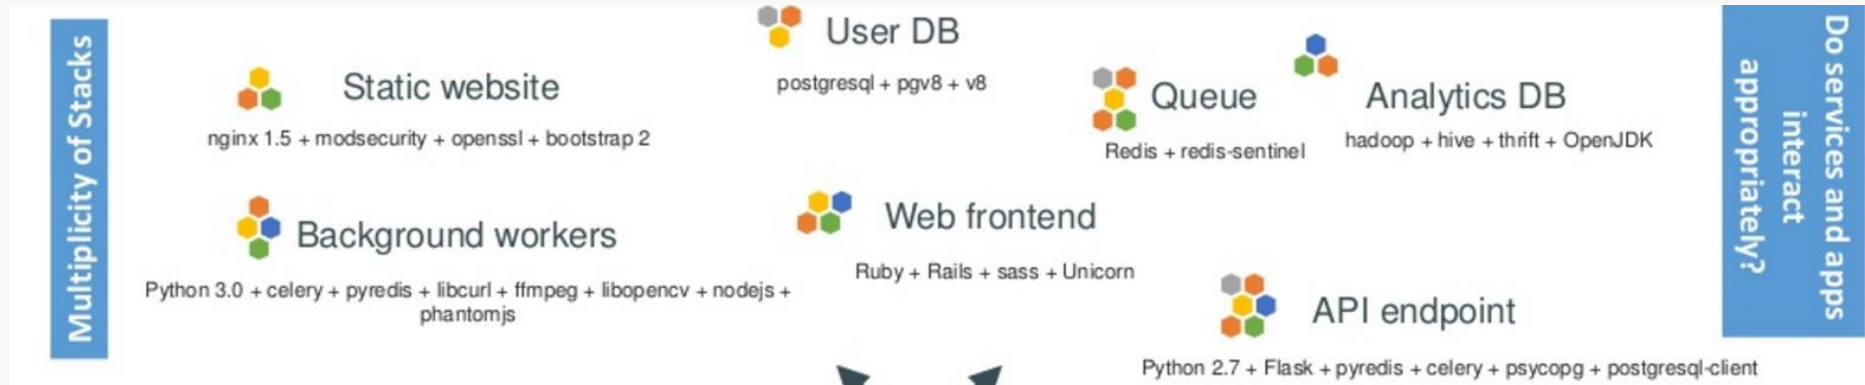 Multiplicity of Stacks
Static website
nginx 1.5 + modsecurity + openssl + bootstrap 2
Background workers
Python 3.0 + celery + pyredis + libcurl + ffmpeg + libopencv + nodejs +
phantomjs
User DB
postgresql + pgv8 + v8
Web frontend
Ruby + Rails + sass + Unicorn
Queue
Redis + redis-sentinel
Analytics DB
hadoop + hive + thrift + OpenJDK
API endpoint
Python 2.7 + Flask + pyredis + celery + psycopg + postgresql-client
Do services and apps
interact
appropriately?